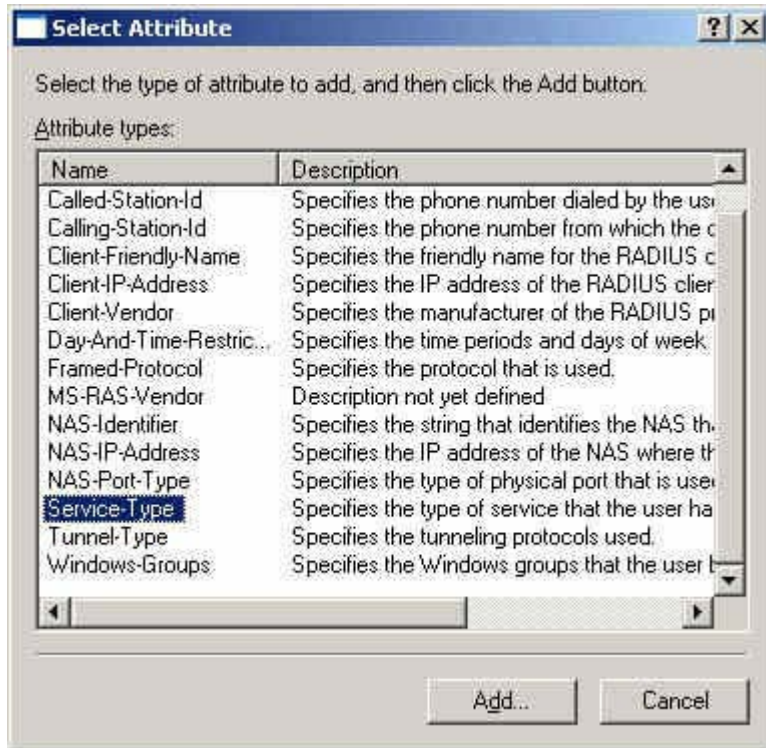 Select Attribute
Select the type of attribute to add, and then click the Add button.
Attribute types:
Name Description
Called-Station-Id Specifies the phone number dialed by the
Calling-Station-Id Specifies the phone number from which the
Client-Friendly-Name Specifies the friendly name for the RADIUS
Client-IP-Address Specifies the IP address of the RADIUS
Client-Vendor Specifies the manufacturer of the RADIUS
Day-And-Time-Restric... Specifies the time periods and days of week
Framed-Protocol Specifies the protocol that is used.
MS-RAS-Vendor Description not yet defined
NAS-Identifier Specifies the string that identifies the NAS
NAS-IP-Address Specifies the IP address of the NAS where
NAS-Port-Type Specifies the type of physical port that is
Service-Type Specifies the type of service that the user
Tunnel-Type Specifies the tunneling protocols used.
Windows-Groups Specifies the Windows groups that the user
Add... Cancel